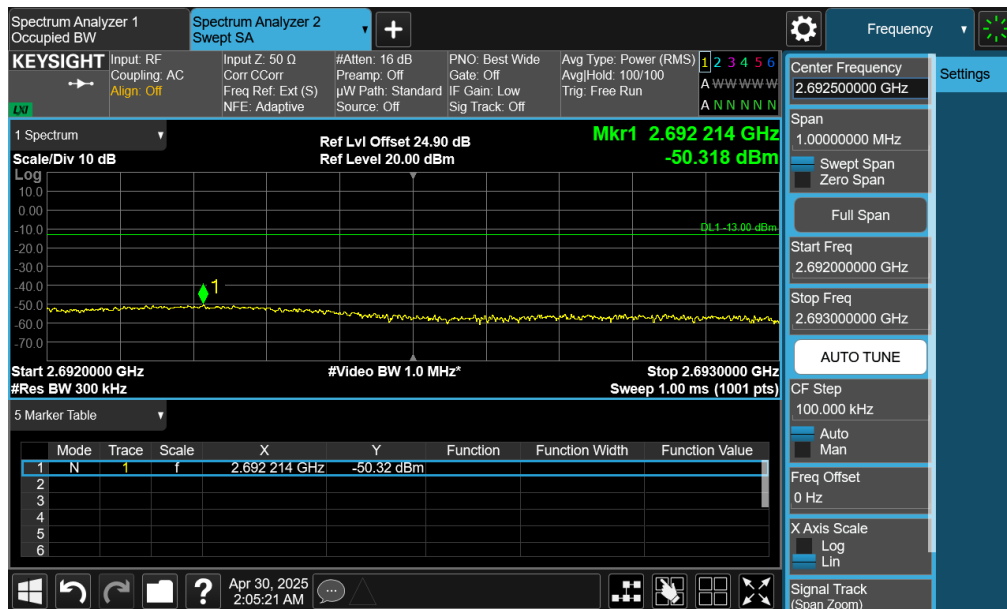 Spectrum Analyzer 1
Occupied BW
Spectrum Analyzer 2
Swept SA
Frequency
KEYSIGHT
LXI
Input: RF
Coupling: AC
Align: Off
Input Z: 50 Ω
Corr CCorr
Freq Ref: Ext (S)
NFE: Adaptive
#Atten: 16 dB
Preamp: Off
µW Path: Standard
Source: Off
PNO: Best Wide
Gate: Off
IF Gain: Low
Sig Track: Off
Avg Type: Power (RMS)
Avg|Hold: 100/100
Trig: Free Run
1 2 3 4 5 6
A W W W W W
A N N N N N
1 Spectrum
Scale/Div 10 dB
Ref Lvl Offset 24.90 dB
Ref Level 20.00 dBm
Mkr1 2.692 214 GHz
-50.318 dBm
Log
10.0
0.00
-10.0
-20.0
-30.0
-40.0
-50.0
-60.0
-70.0
DL1 -13.00 dBm
1
Start 2.6920000 GHz
#Video BW 1.0 MHz*
Stop 2.6930000 GHz
#Res BW 300 kHz
Sweep 1.00 ms (1001 pts)
5 Marker Table
Mode Trace Scale X Y Function Function Width Function Value
1 N 1 f 2.692 214 GHz -50.32 dBm
2
3
4
5
6
Apr 30, 2025
2:05:21 AM
Center Frequency
2.692500000 GHz
Settings
Span
1.00000000 MHz
Swept Span
Zero Span
Full Span
Start Freq
2.692000000 GHz
Stop Freq
2.693000000 GHz
AUTO TUNE
CF Step
100.000 kHz
Auto
Man
Freq Offset
0 Hz
X Axis Scale
Log
Lin
Signal Track
(Span Zoom)